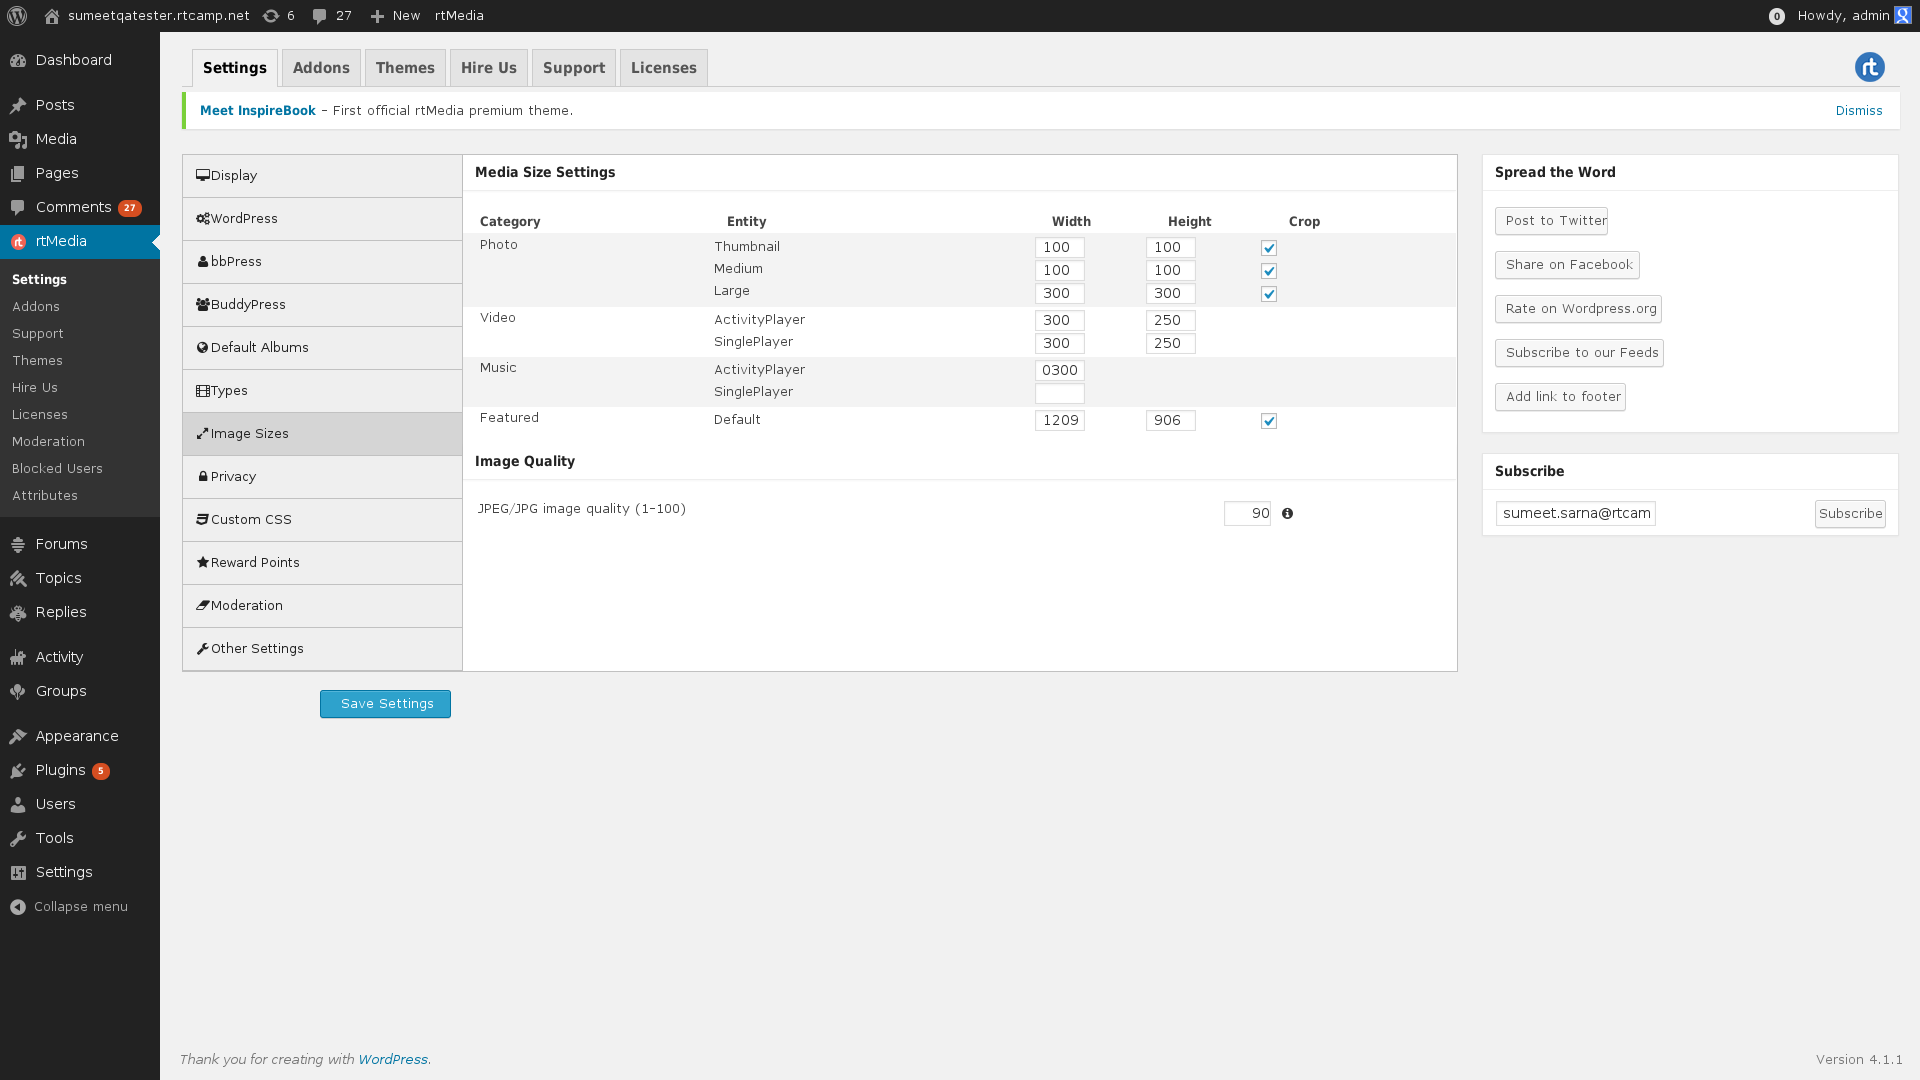 sumeetqatester.rtcamp.net 6 27 New rtMedia 0 Howdy, admin
Dashboard
Posts
Media
Pages
Comments 27
rtMedia
Settings
Addons
Support
Themes
Hire Us
Licenses
Moderation
Blocked Users
Attributes
Forums
Topics
Replies
Activity
Groups
Appearance
Plugins 5
Users
Tools
Settings
Collapse menu
Settings Addons Themes Hire Us Support Licenses
rt
Meet InspireBook – First official rtMedia premium theme. Dismiss
Display
WordPress
bbPress
BuddyPress
Default Albums
Types
Image Sizes
Privacy
Custom CSS
Reward Points
Moderation
Other Settings
Save Settings
Media Size Settings
Category Entity Width Height Crop
Photo Thumbnail 100 100
Medium 100 100
Large 300 300
Video ActivityPlayer 300 250
SinglePlayer 300 250
Music ActivityPlayer 0300
SinglePlayer
Featured Default 1209 906
Image Quality
JPEG/JPG image quality (1-100) 90
Spread the Word
Post to Twitter
Share on Facebook
Rate on Wordpress.org
Subscribe to our Feeds
Add link to footer
Subscribe
sumeet.sarna@rtcam Subscribe
Thank you for creating with WordPress.
Version 4.1.1